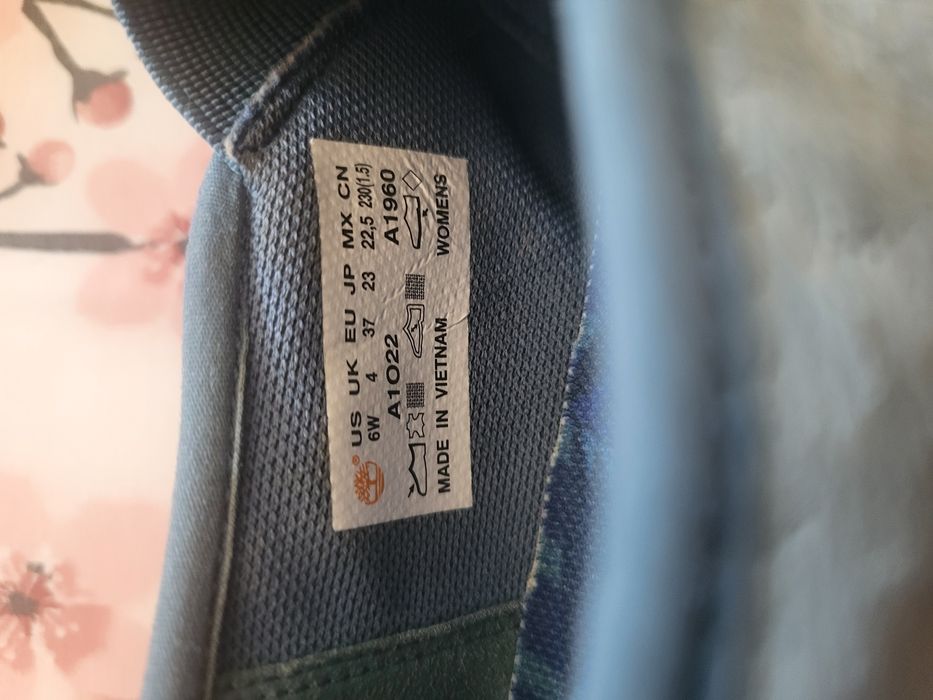 US UK EU JP MX CN
6W 4 37 23 22,5 230(1.5)
A1O22 A1960
MADE IN VIETNAM WOMENS